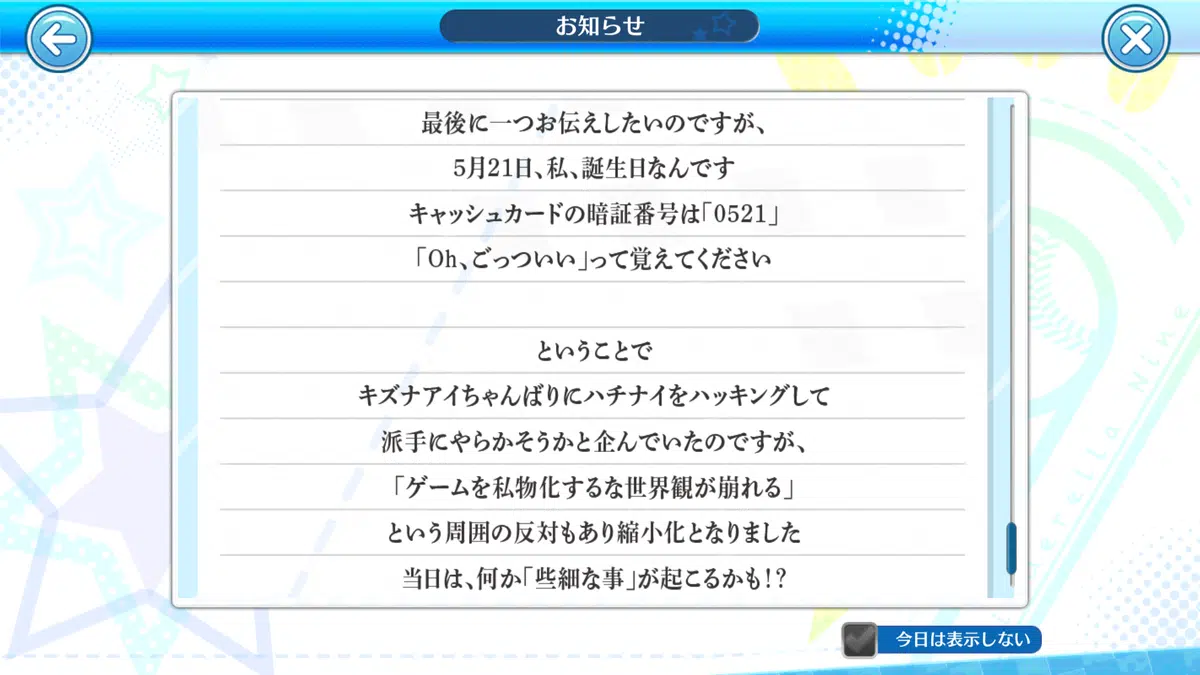 お知らせ
最後に一つお伝えしたいのですが、
5月21日、私、誕生日なんです
キャッシュカードの暗証番号は「0521」
「Oh、ごっついい」って覚えてください
ということで
キズナアイちゃんばりにハチナイをハッキングして
派手にやらかそうかと企んでいたのですが、
「ゲームを私物化するな世界観が崩れる」
という周囲の反対もあり縮小化となりました
当日は、何か「些細な事」が起こるかも!?
今日は表示しない